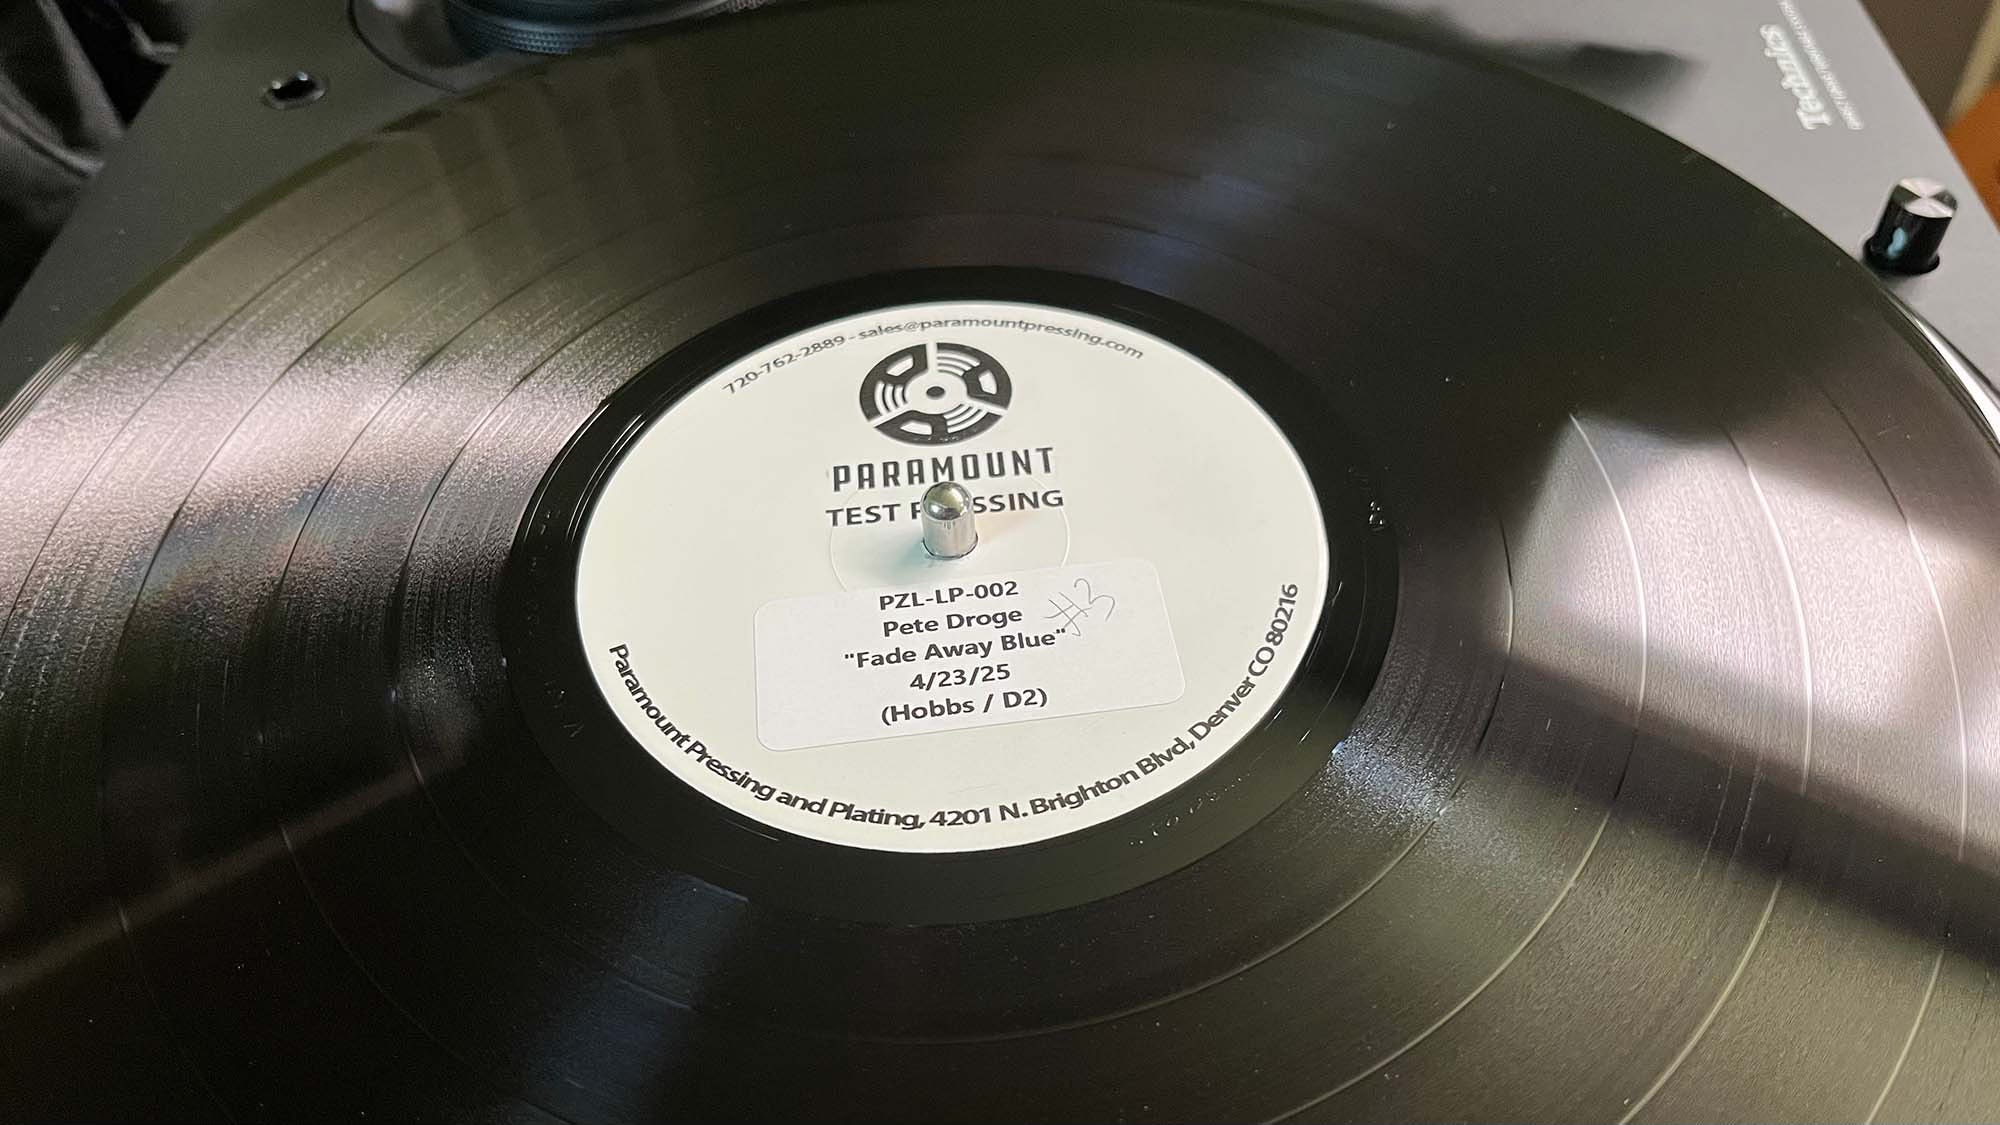 Technics
720-762-2889 - sales@paramountpressing.com
PARAMOUNT
TEST PRESSING
PZL-LP-002
Pete Droge #3
"Fade Away Blue"
4/23/25
(Hobbs / D2)
Paramount Pressing and Plating, 4201 N. Brighton Blvd, Denver CO 80216